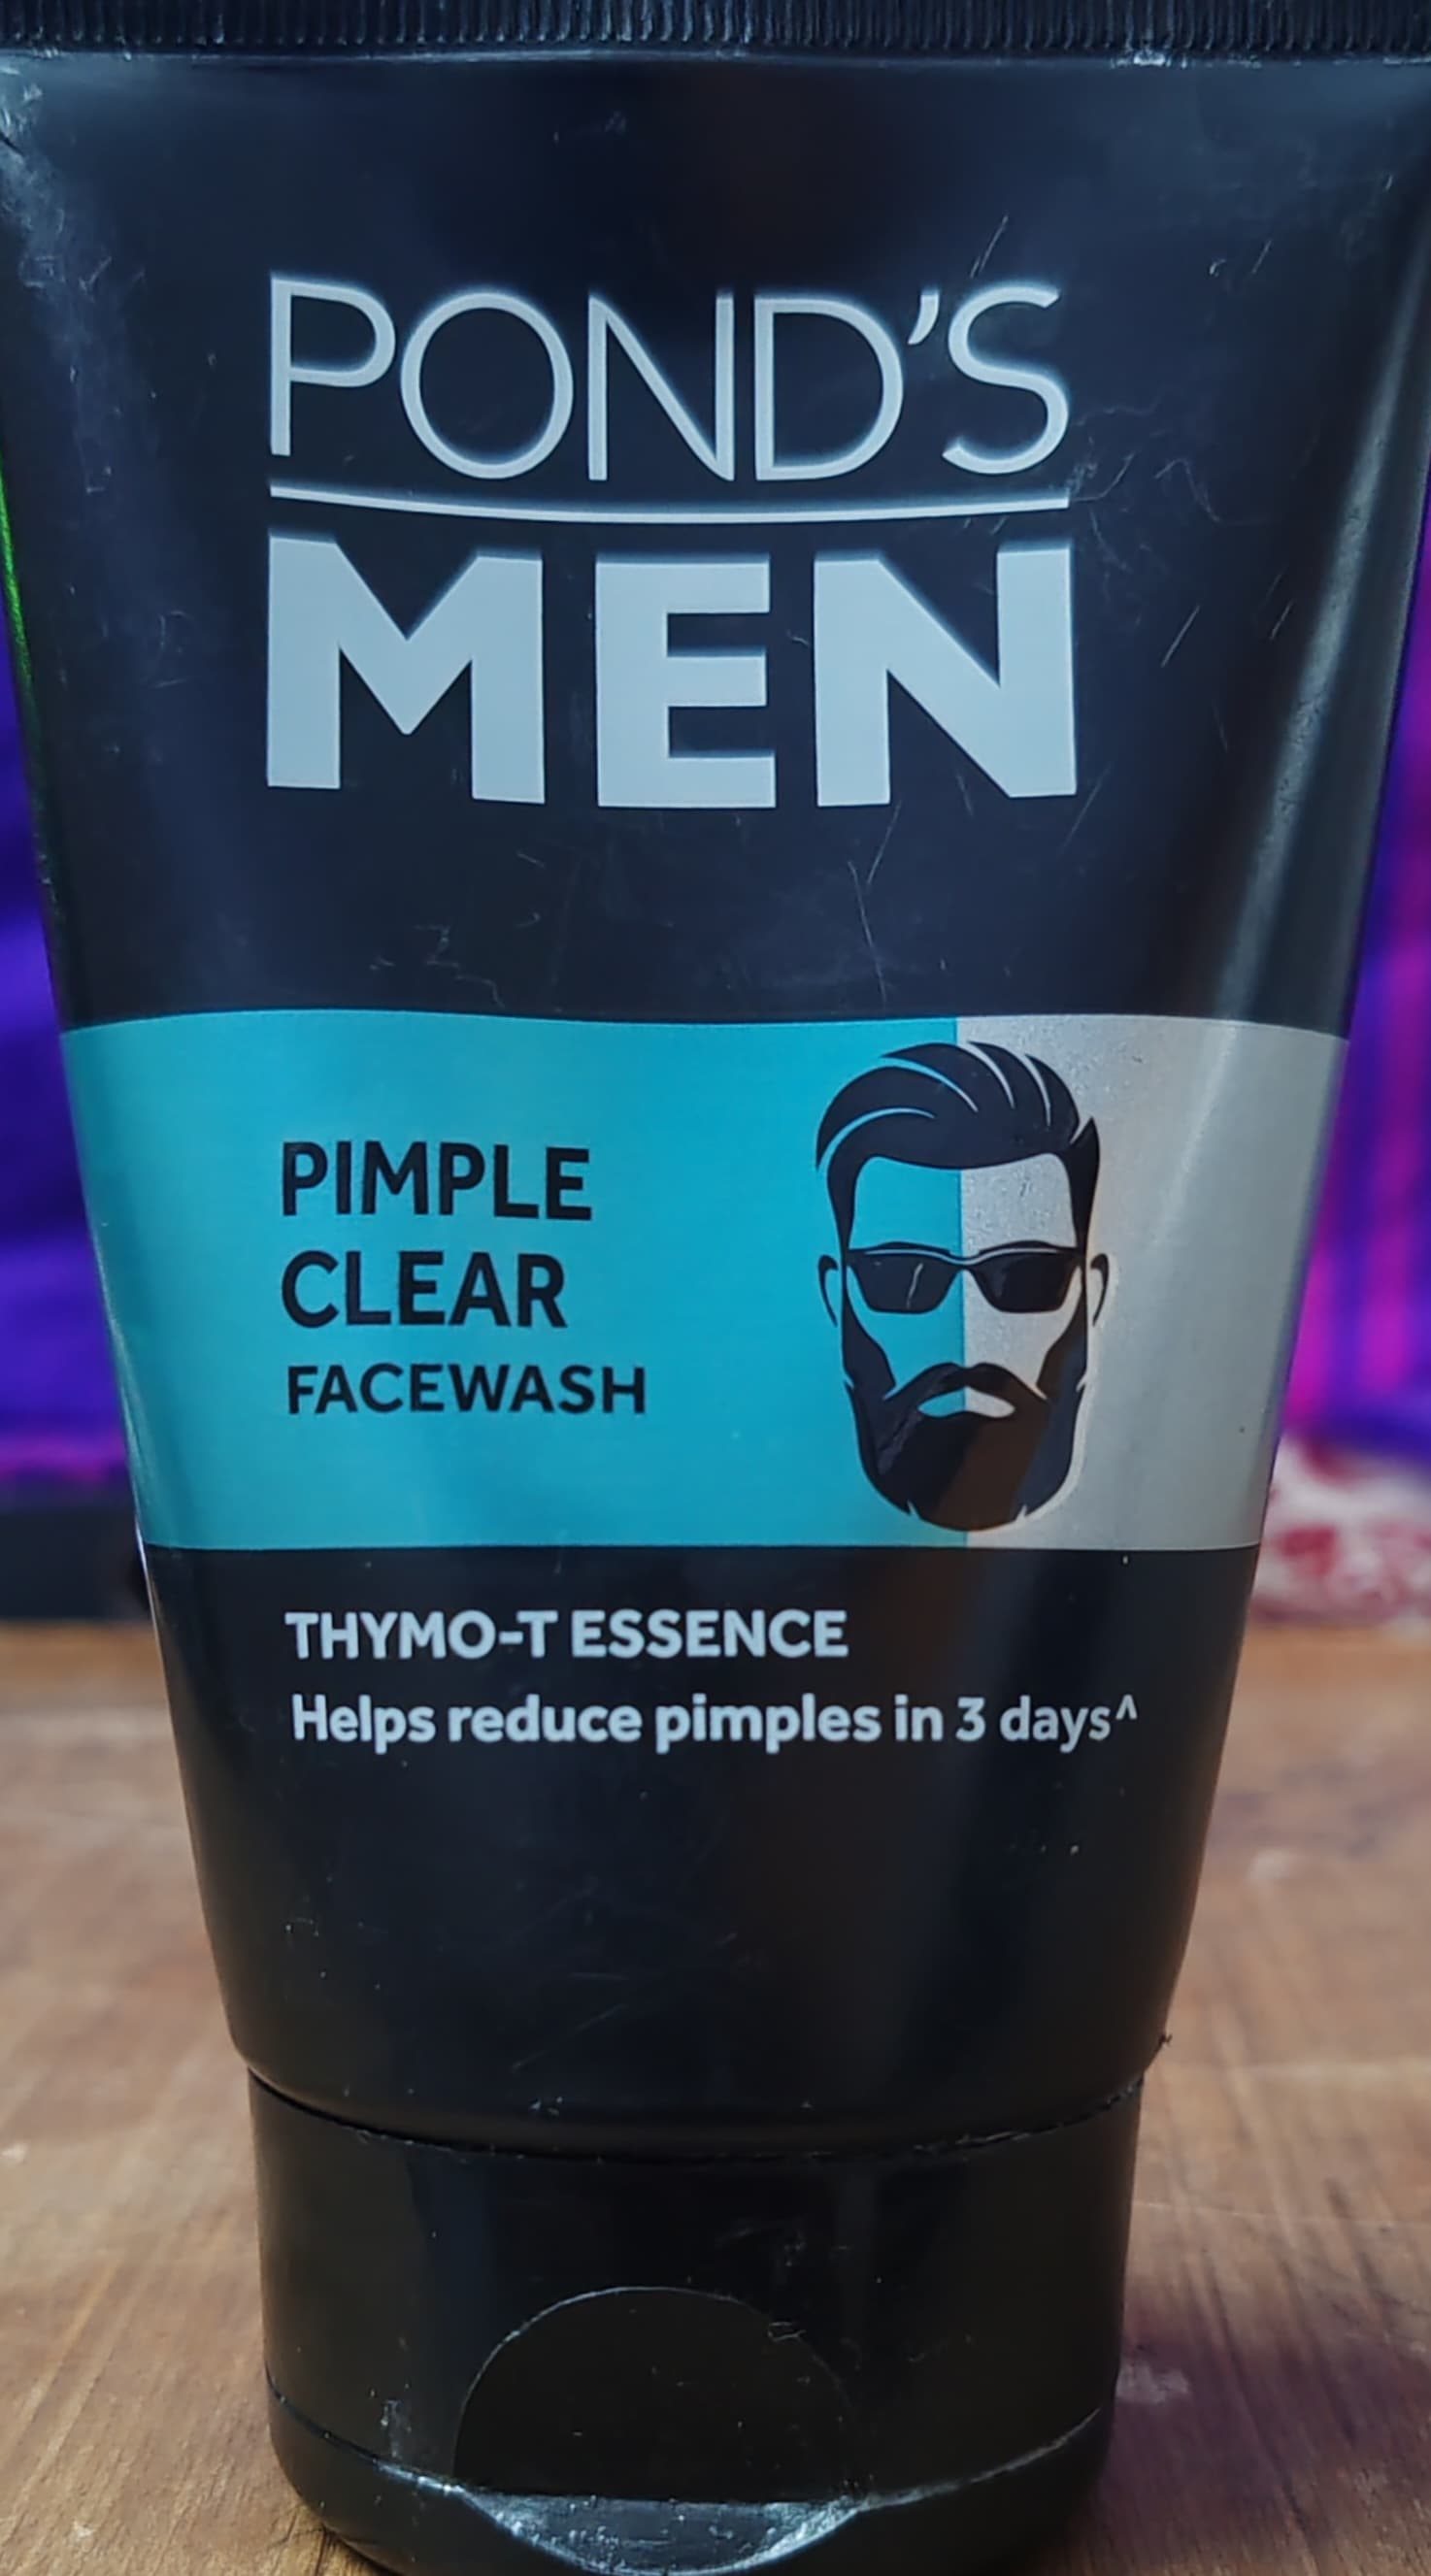 POND'S
MEN
PIMPLE
CLEAR
FACEWASH
THYMO-T ESSENCE
Helps reduce pimples in 3 days^